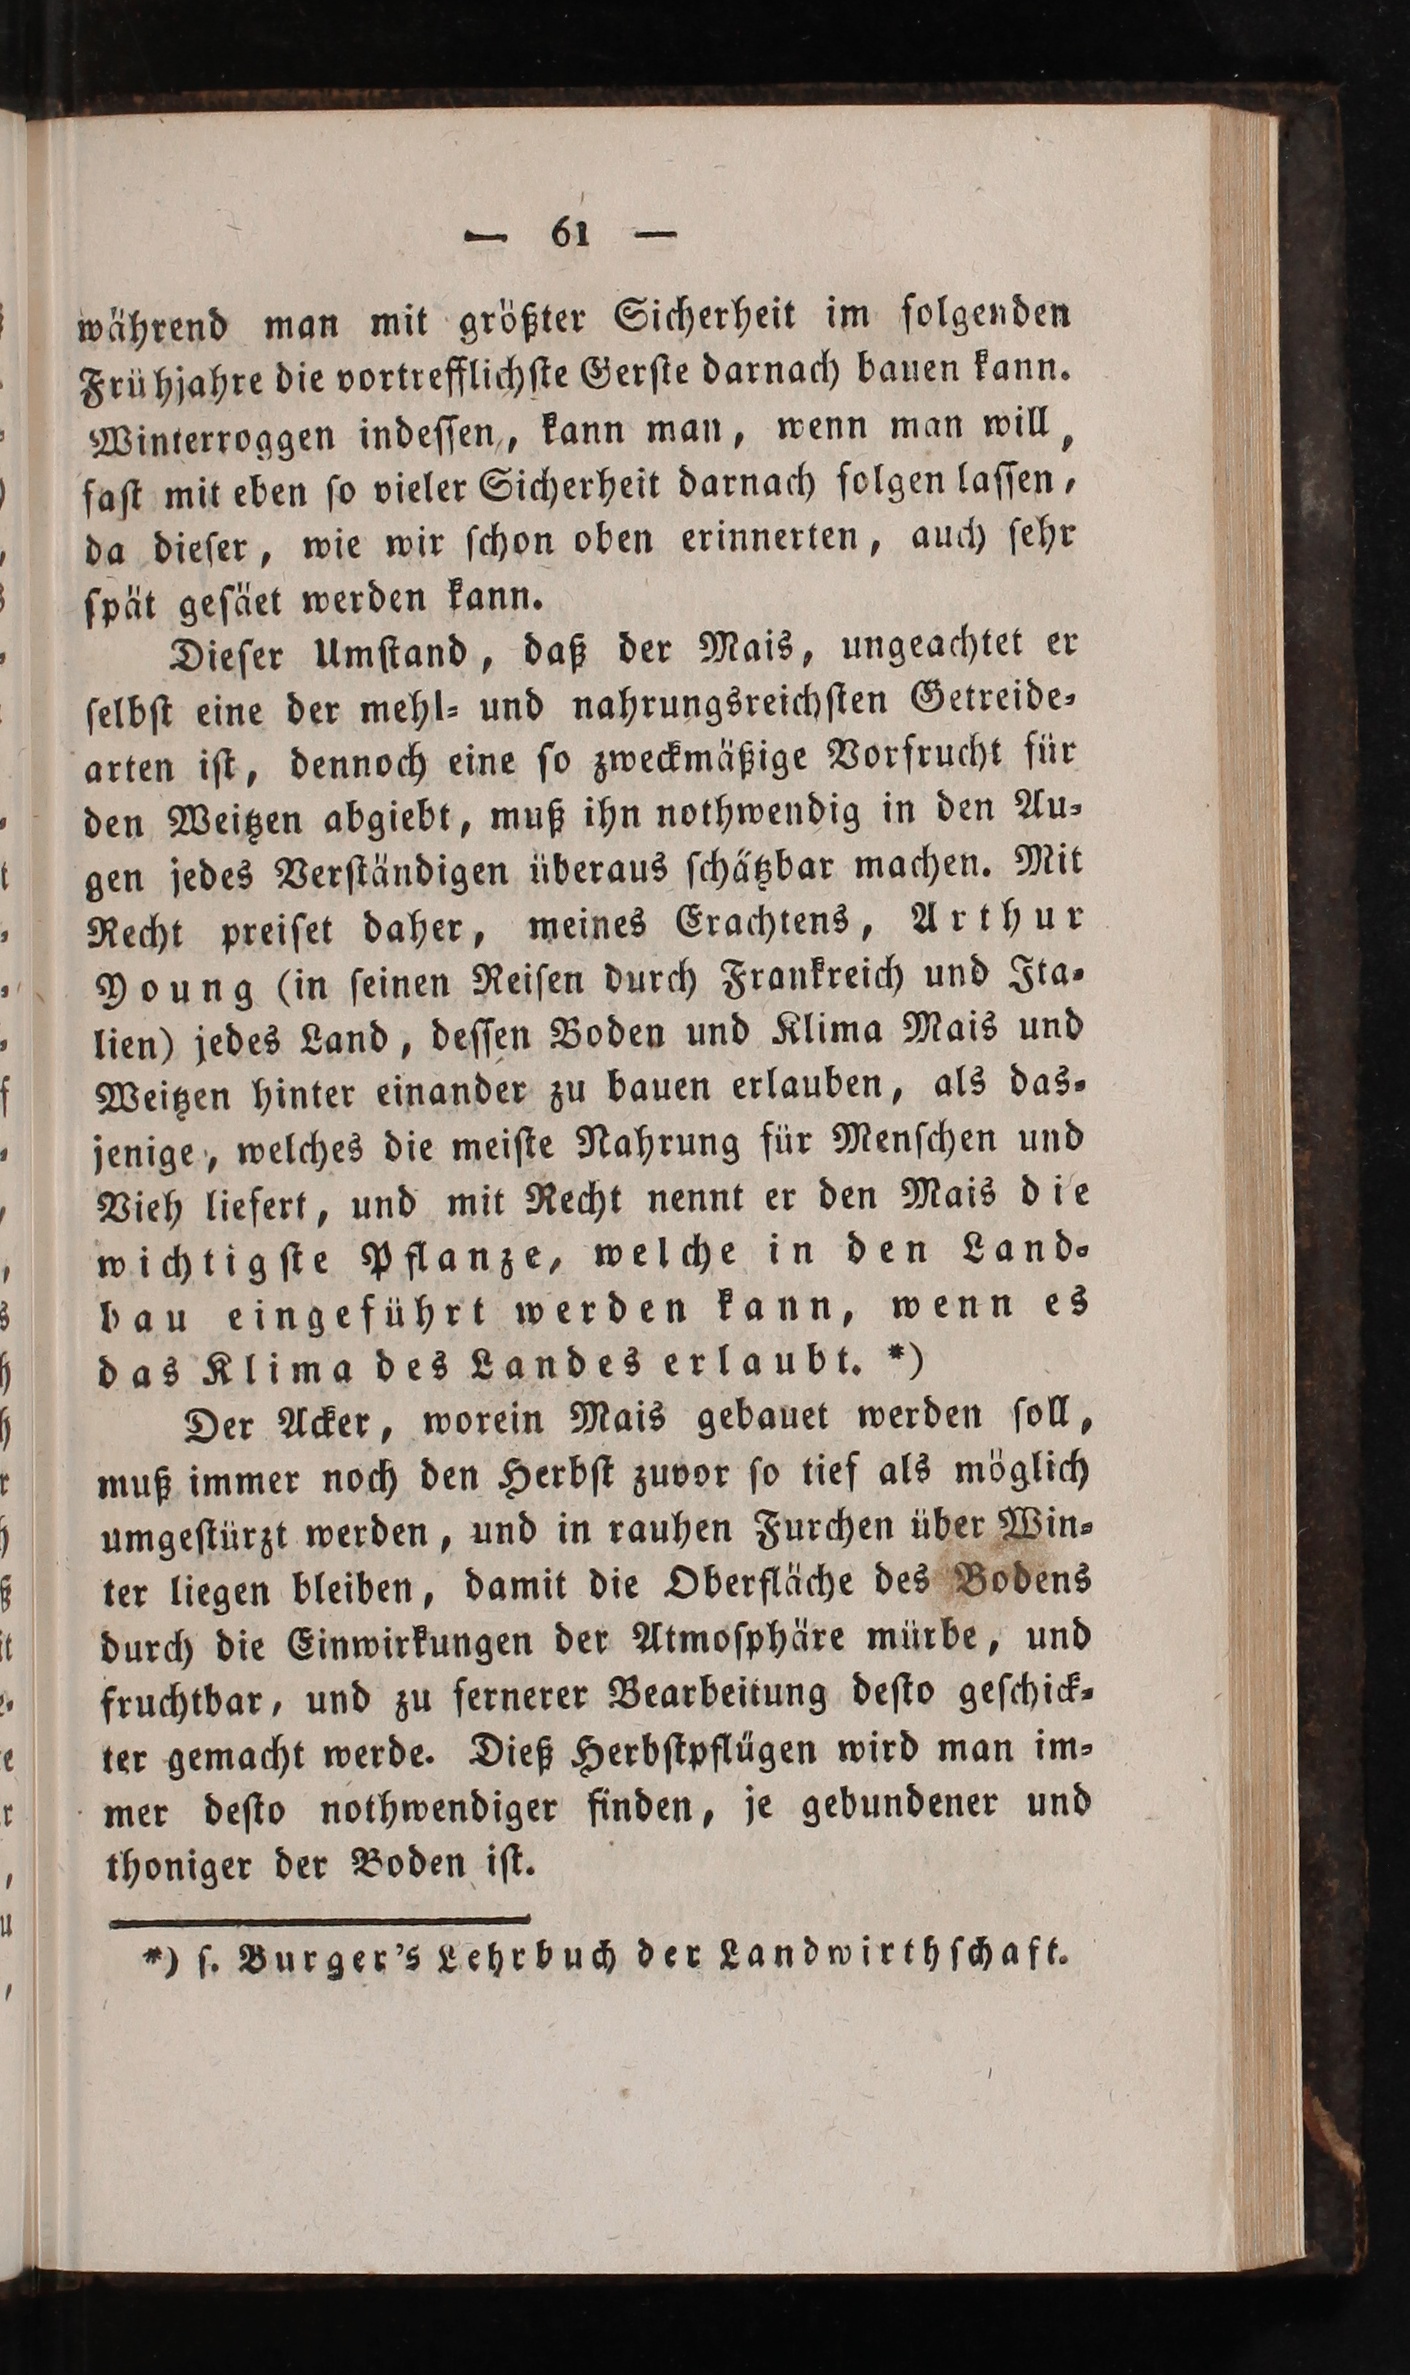 — 61 —
während man mit größter Sicherheit im folgenden
Frühjahre die vortrefflichſte Gerſte darnach bauen kann.
Winterroggen indeſſen, kann man, wenn man will,
faſt mit eben ſo vieler Sicherheit darnach folgen laſſen,
da dieſer, wie wir ſchon oben erinnerten, auch ſehr
ſpät geſäet werden kann.
Dieſer Umſtand, daß der Mais, ungeachtet er
ſelbſt eine der mehl- und nahrungsreichſten Getreide-
arten iſt, dennoch eine ſo zweckmäßige Vorfrucht für
den Weitzen abgiebt, muß ihn nothwendig in den Au-
gen jedes Verſtändigen überaus ſchätzbar machen. Mit
Recht preiſet daher, meines Erachtens, Arthur
Young (in ſeinen Reiſen durch Frankreich und Ita-
lien) jedes Land, deſſen Boden und Klima Mais und
Weitzen hinter einander zu bauen erlauben, als das-
jenige, welches die meiſte Nahrung für Menſchen und
Vieh liefert, und mit Recht nennt er den Mais die
wichtigſte Pflanze, welche in den Land-
bau eingeführt werden kann, wenn es
das Klima des Landes erlaubt. *)
Der Acker, worein Mais gebauet werden ſoll,
muß immer noch den Herbſt zuvor ſo tief als möglich
umgeſtürzt werden, und in rauhen Furchen über Win-
ter liegen bleiben, damit die Oberfläche des Bodens
durch die Einwirkungen der Atmoſphäre mürbe, und
fruchtbar, und zu fernerer Bearbeitung deſto geſchick-
ter gemacht werde. Dieß Herbſtpflügen wird man im-
mer deſto nothwendiger finden, je gebundener und
thoniger der Boden iſt.
*) ſ. Burger's Lehrbuch der Landwirthſchaft.